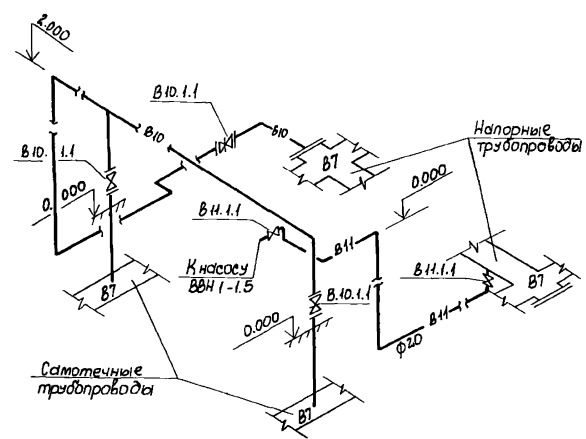 2.000
В10.1.1
В10
В10
В10. 1.1
В7
Напорные
трубопроводы
0. 000
0.000
В11.1.1
К насосу
ВВН 1-1.5
В11
В11.1.1
В7
В7
В.10.1.1
0.000
В11
ф20
Самотечные
трубопроводы
В7